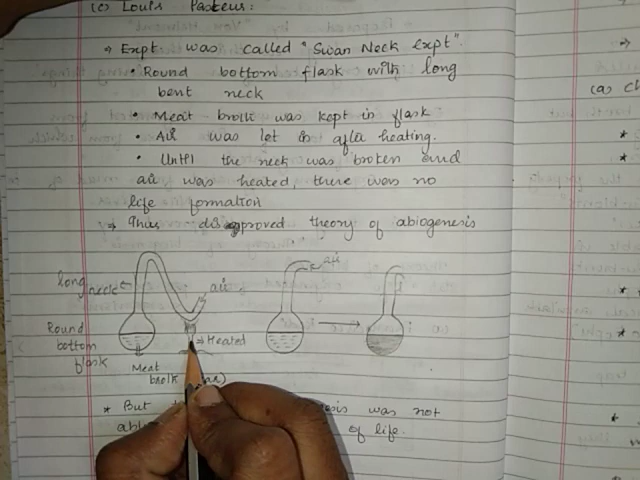 (c) Louis Pasteur:
⇒ Expt was called "Swan Neck expt".
• Round bottom flask with long
bent neck
• Meat broth was kept in flask
• Air was let in after heating.
• Until the neck was broken and
air was heated, there was no
life formation
⇒ Thus disapproved theory of abiogenesis
long neck
air
air
Round
bottom
flask
⇒ Heated
Meat
broth
* But
was not
of life.
(a) C